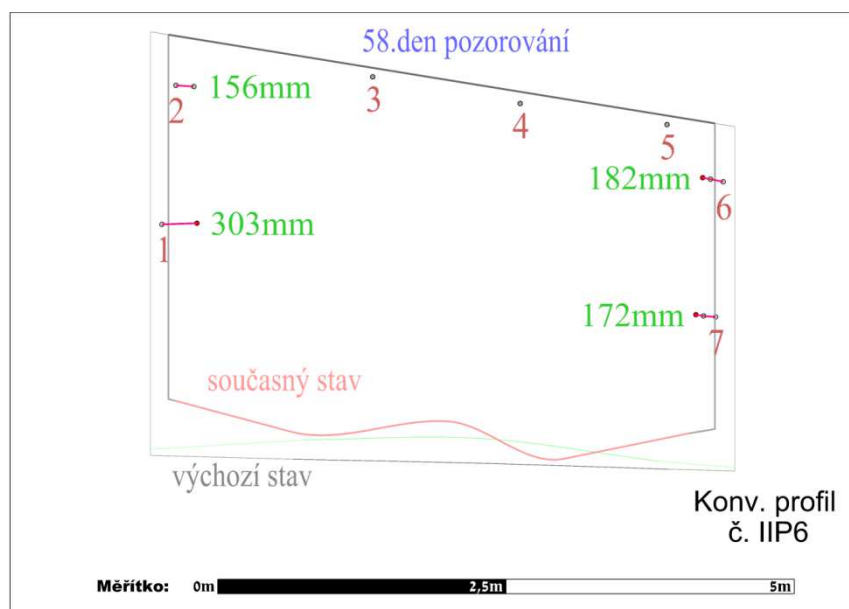 58.den pozorování
156mm
2
3
4
5
182mm
6
303mm
1
172mm
7
současný stav
výchozí stav
Konv. profil
č. IIP6
Měřítko: 0m 2,5m 5m